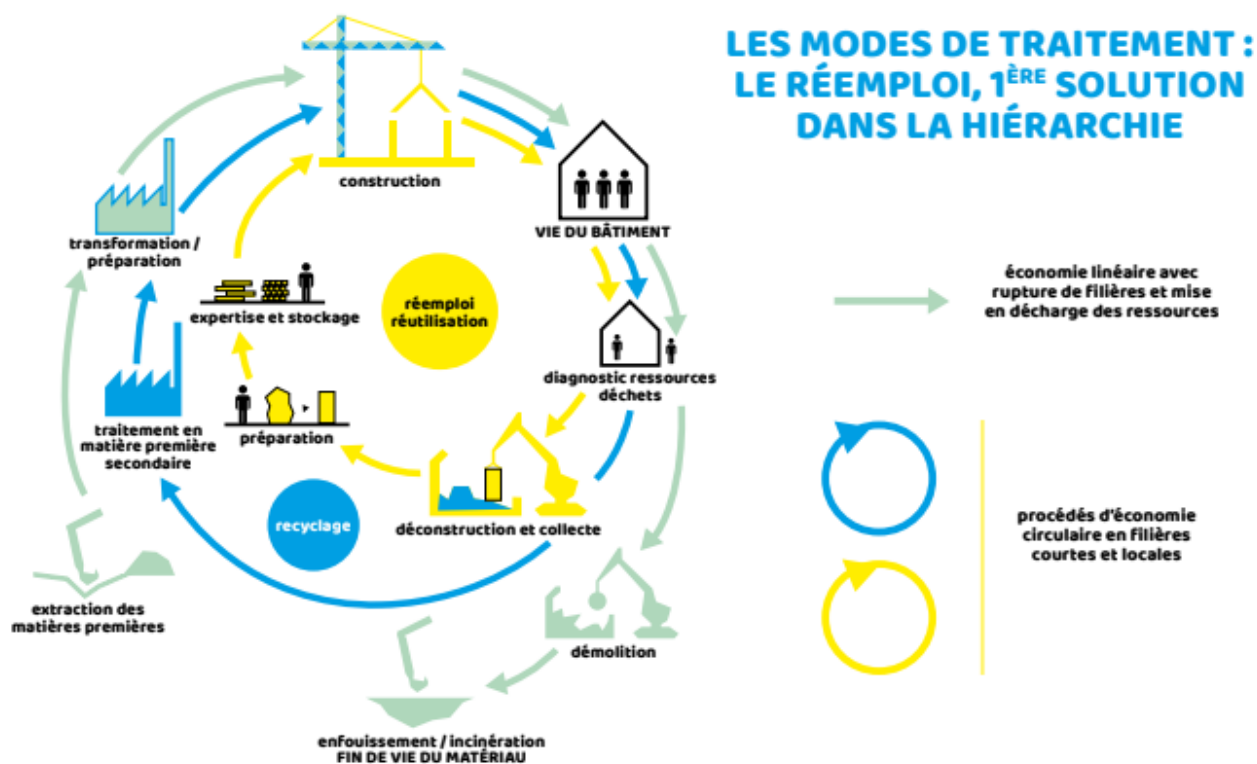 LES MODES DE TRAITEMENT :
LE RÉEMPLOI, 1ÈRE SOLUTION
DANS LA HIÉRARCHIE
construction
VIE DU BÂTIMENT
transformation /
préparation
expertise et stockage
réemploi
réutilisation
diagnostic ressources
déchets
traitement en
matière première
secondaire
préparation
déconstruction et collecte
recyclage
extraction des
matières premières
démolition
enfouissement / incinération
FIN DE VIE DU MATÉRIAU
économie linéaire avec
rupture de filières et mise
en décharge des ressources
procédés d'économie
circulaire en filières
courtes et locales